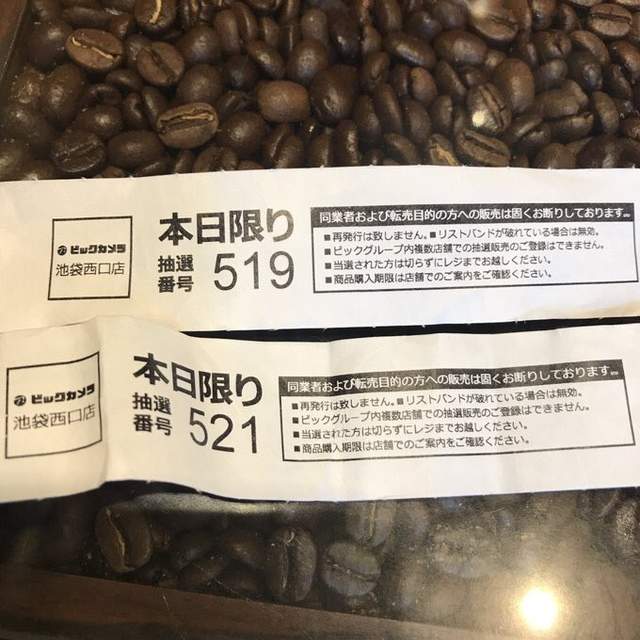 ビックカメラ
池袋西口店
本日限り
抽選
番号
519
同業者および転売目的の方への販売は固くお断りしております。
■再発行は致しません。■リストバンドが破れている場合は無効。
■ビックグループ内複数店舗での抽選販売のご登録はできません。
■当選された方は切らずにレジまでお越しください。
■商品購入期限は店舗でのご案内をご確認ください。
ビックカメラ
池袋西口店
本日限り
抽選
番号
521
同業者および転売目的の方への販売は固くお断りしております。
■再発行は致しません。■リストバンドが破れている場合は無効。
■ビックグループ内複数店舗での抽選販売のご登録はできません。
■当選された方は切らずにレジまでお越しください。
■商品購入期限は店舗でのご案内をご確認ください。